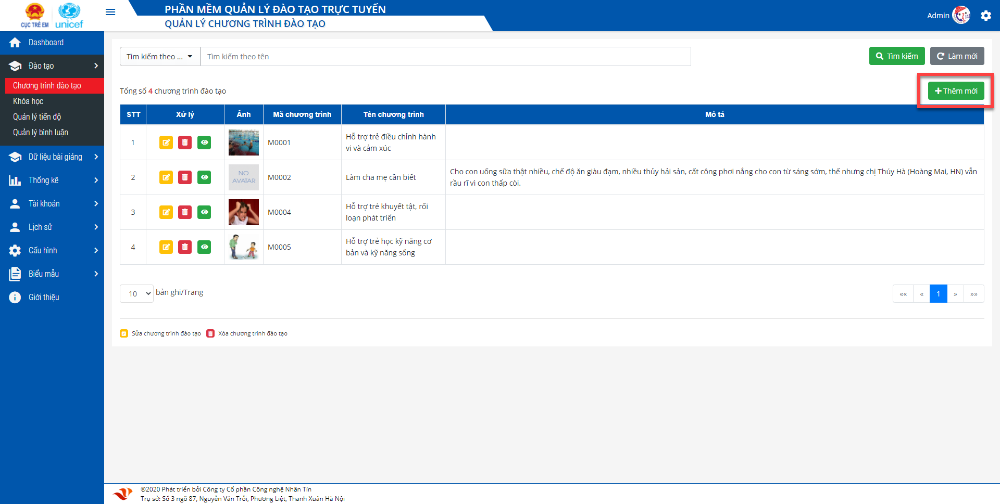 CỤC TRẺ EM
unicef
PHẦN MỀM QUẢN LÝ ĐÀO TẠO TRỰC TUYẾN
QUẢN LÝ CHƯƠNG TRÌNH ĐÀO TẠO
Admin
Dashboard
Đào tạo
Chương trình đào tạo
Khóa học
Quản lý tiến độ
Quản lý bình luận
Dữ liệu bài giảng
Thống kê
Tài khoản
Lịch sử
Cấu hình
Biểu mẫu
Giới thiệu
Tìm kiếm theo ...
Tìm kiếm theo tên
Tìm kiếm
Làm mới
Tổng số 4 chương trình đào tạo
Thêm mới
STT Xử lý Ảnh Mã chương trình Tên chương trình Mô tả
1 M0001 Hỗ trợ trẻ điều chỉnh hành
vi và cảm xúc
2 NO AVATAR M0002 Làm cha mẹ cần biết Cho con uống sữa thật nhiều, chế độ ăn giàu đạm, nhiều thủy hải sản, cất công phơi nắng cho con từ sáng sớm, thế nhưng chị Thúy Hà (Hoàng Mai, HN) vẫn
rầu rĩ vì con thấp còi.
3 M0004 Hỗ trợ trẻ khuyết tật, rối
loạn phát triển
4 M0005 Hỗ trợ trẻ học kỹ năng cơ
bản và kỹ năng sống
10 bản ghi/Trang
«« « 1 » »»
Sửa chương trình đào tạo Xóa chương trình đào tạo
©2020 Phát triển bởi Công ty Cổ phần Công nghệ Nhân Tín
Trụ sở: Số 3 ngõ 87, Nguyễn Văn Trỗi, Phương Liệt, Thanh Xuân Hà Nội